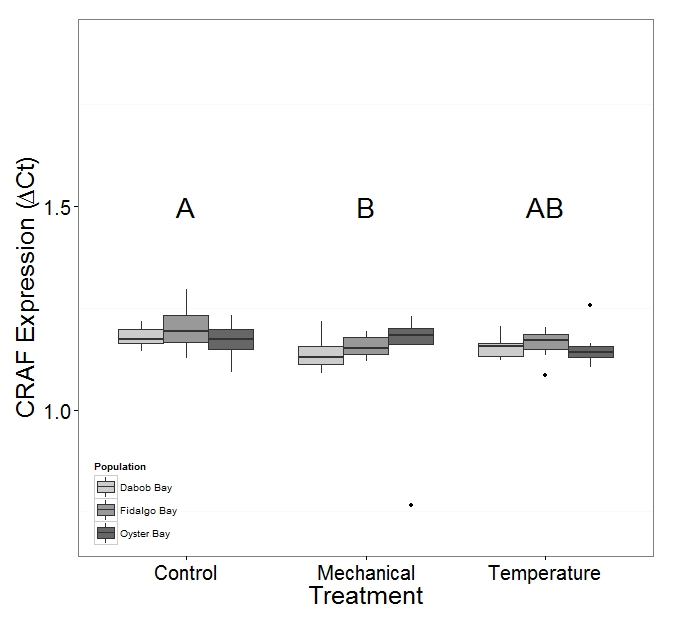 CRAF Expression (ΔCt)
1.5
1.0
A
B
AB
Population
Dabob Bay
Fidalgo Bay
Oyster Bay
Control
Mechanical
Temperature
Treatment